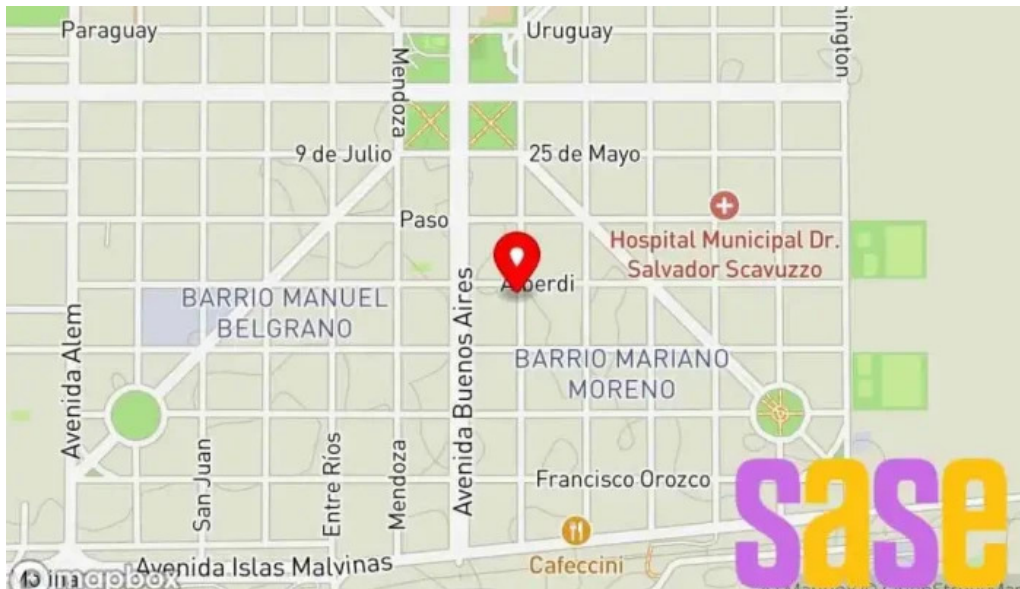 Paraguay
Uruguay
mington
Mendoza
9 de Julio
25 de Mayo
Paso
Hospital Municipal Dr.
Salvador Scavuzzo
Alberdi
BARRIO MANUEL
BELGRANO
Avenida Alem
Avenida Buenos Aires
BARRIO MARIANO
MORENO
San Juan
Entre Ríos
Mendoza
Francisco Orozco
sase
Cafeccini
Avenida Islas Malvinas
mapbox